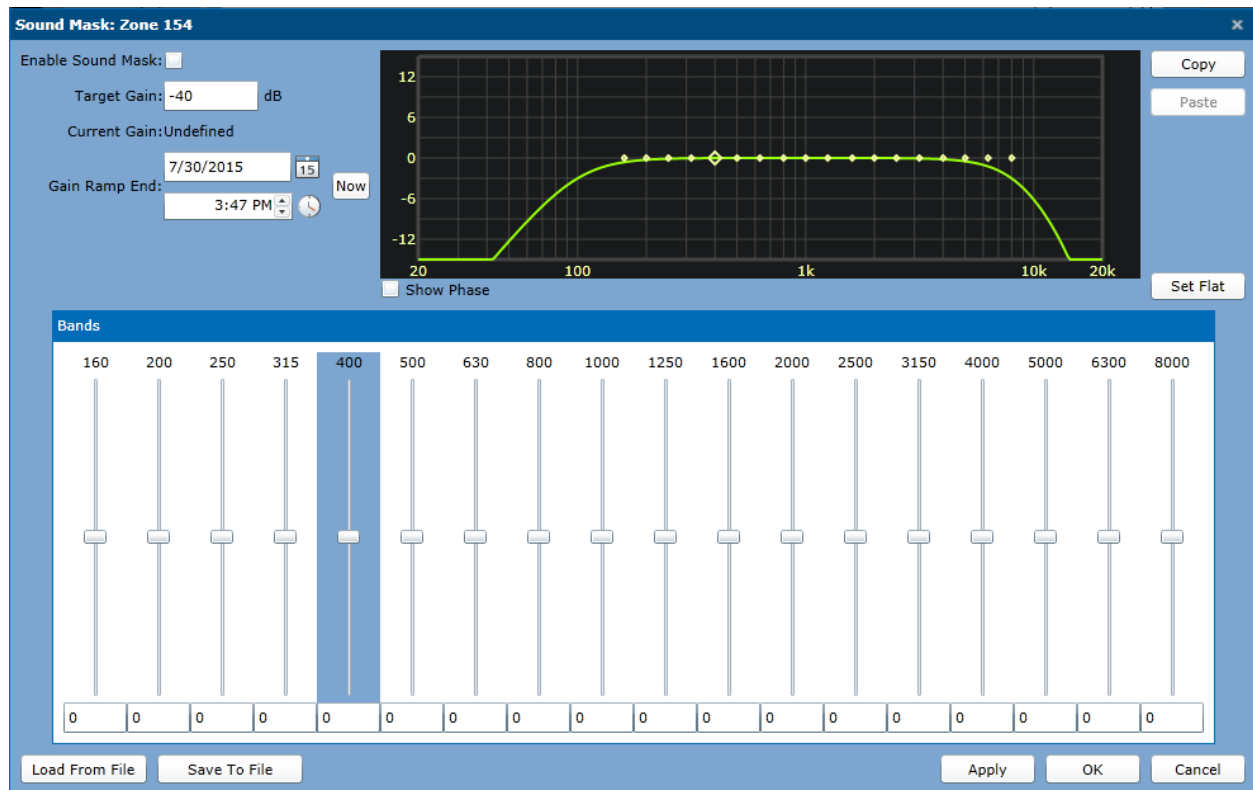 Sound Mask: Zone 154
Enable Sound Mask:
Target Gain: -40 dB
Current Gain: Undefined
Gain Ramp End: 7/30/2015 15
3:47 PM Now
12
6
0
-6
-12
20 100 1k 10k 20k
Show Phase
Copy
Paste
Set Flat
Bands
160 200 250 315 400 500 630 800 1000 1250 1600 2000 2500 3150 4000 5000 6300 8000
0 0 0 0 0 0 0 0 0 0 0 0 0 0 0 0 0 0
Load From File Save To File Apply OK Cancel